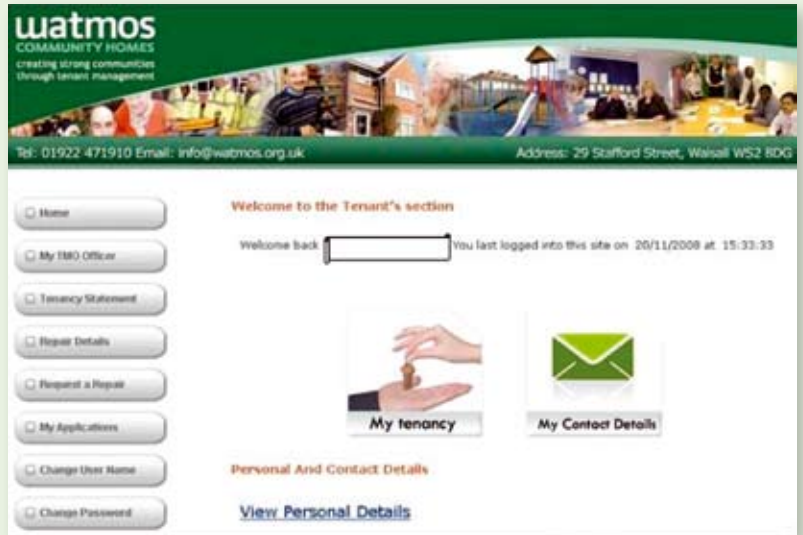 watmos
COMMUNITY HOMES
creating strong communities
through tenant management
Tel: 01922 471910 Email: info@watmos.org.uk Address: 29 Stafford Street, Walsall WS2 8DG
Home
My TMO Officer
Tenancy Statement
Repair Details
Request a Repair
My Applications
Change User Name
Change Password
Welcome to the Tenant's section
Welcome back You last logged into this site on 20/11/2008 at 15:33:33
My tenancy
My Contact Details
Personal And Contact Details
View Personal Details